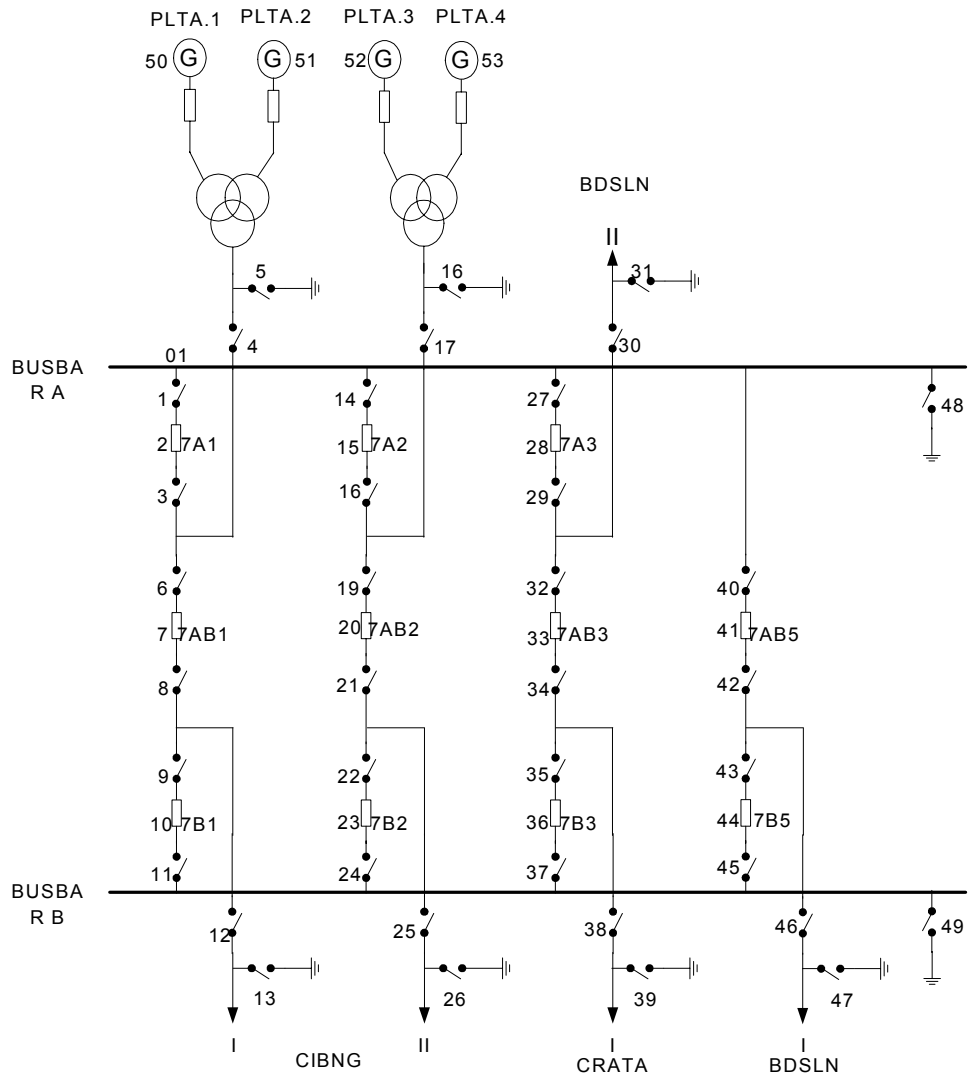 PLTA.1 PLTA.2 PLTA.3 PLTA.4
50 G G 51 52 G G 53
BDSLN
II
5 16 31
4 17 30
BUSBA
R A
01
1 14 27 48
2 7A1 15 7A2 28 7A3
3 16 29
6 19 32 40
7 7AB1 20 7AB2 33 7AB3 41 7AB5
8 21 34 42
9 22 35 43
10 7B1 23 7B2 36 7B3 44 7B5
11 24 37 45
BUSBA
R B
12 25 38 46 49
13 26 39 47
I II I I
CIBNG CRATA BDSLN